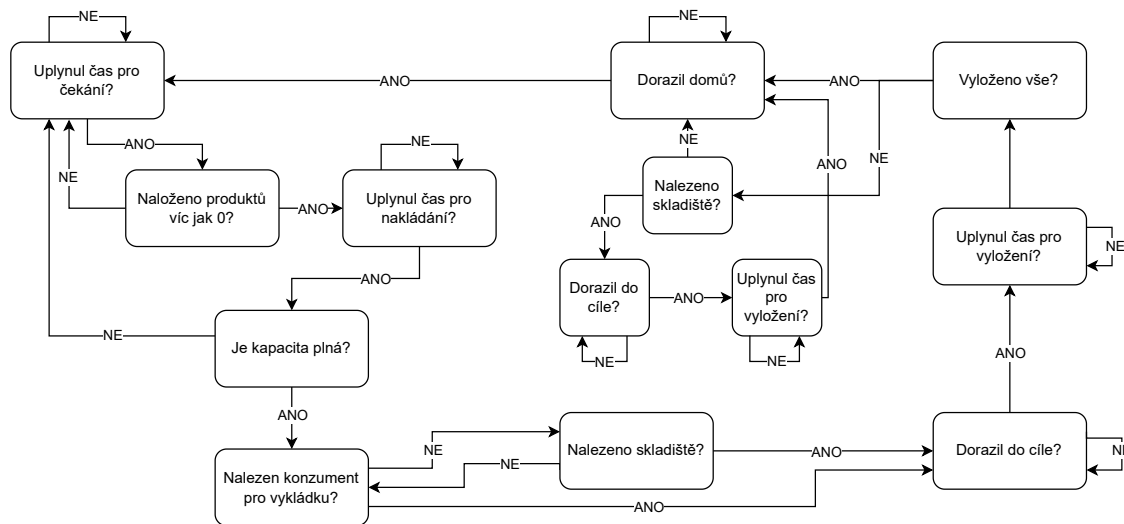 NE
NE
Uplynul čas pro
čekání?
ANO
Dorazil domů?
ANO
Vyloženo vše?
ANO
NE
NE
NE
NE
ANO
Naloženo produktů
víc jak 0?
ANO
Uplynul čas pro
nakládání?
Nalezeno
skladiště?
ANO
Uplynul čas pro
vyložení?
NE
ANO
Dorazil do
cíle?
ANO
Uplynul čas
pro
vyložení?
NE
Je kapacita plná?
NE
NE
ANO
ANO
Nalezen konzument
pro vykládku?
NE
NE
Nalezeno skladiště?
ANO
ANO
Dorazil do cíle?
NE